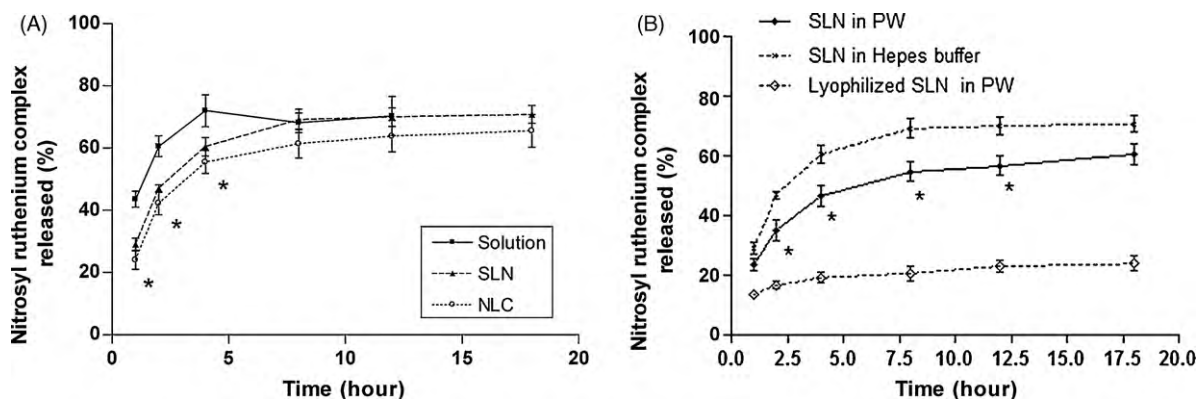 (A)
100
80
60
40
20
0
Nitrosyl ruthenium complex
released (%)
0
5
10
15
20
Time (hour)
*
*
*
Solution
SLN
NLC
(B)
SLN in PW
SLN in Hepes buffer
Lyophilized SLN in PW
100
80
60
40
20
0
Nitrosyl ruthenium complex
released (%)
0.0
2.5
5.0
7.5
10.0
12.5
15.0
17.5
20.0
Time (hour)
*
*
*
*